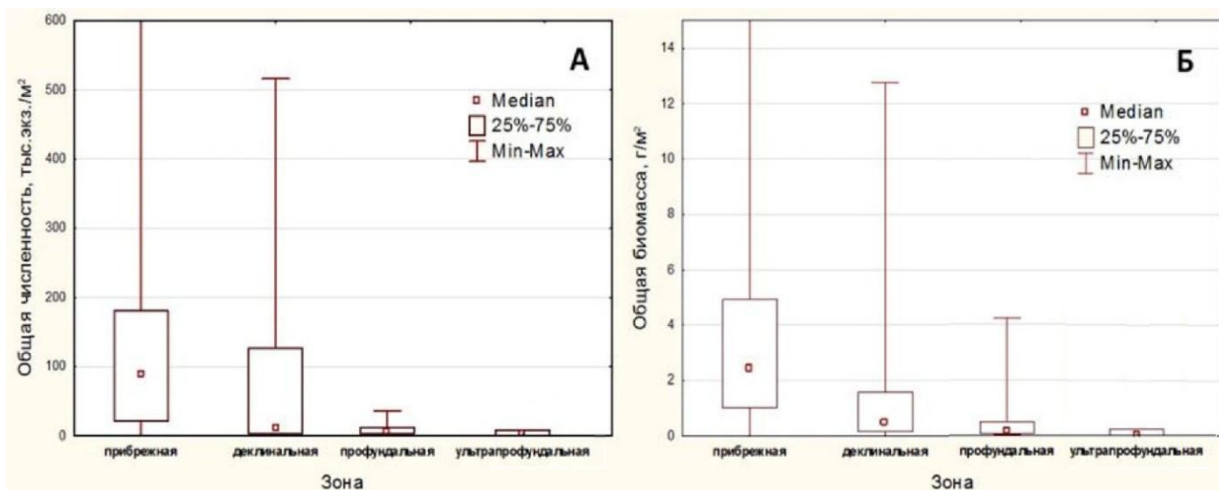 А
Общая численность, тыс.экз./м²
600
500
400
300
200
100
0
Median
25%-75%
Min-Max
прибрежная
деклинальная
профундальная
ультрапрофундальная
Зона
Б
Общая биомасса, г/м²
14
12
10
8
6
4
2
0
Median
25%-75%
Min-Max
прибрежная
деклинальная
профундальная
ультрапрофундальная
Зона